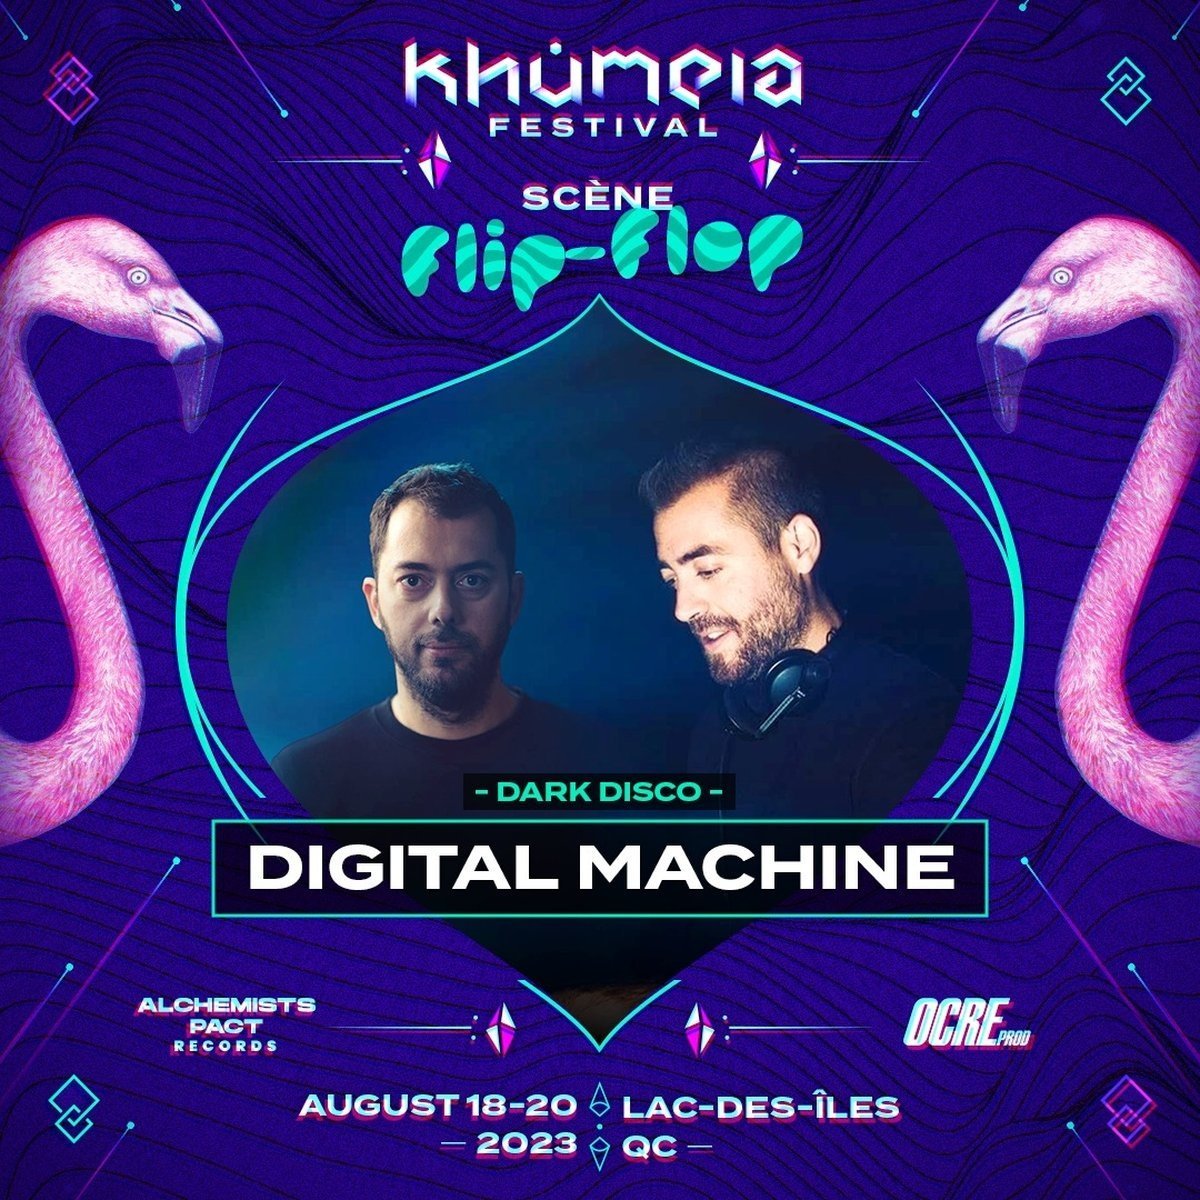 Khůmeia
FESTIVAL
SCÈNE
Flip-Flop
- DARK DISCO -
DIGITAL MACHINE
ALCHEMISTS
PACT
RECORDS
OCRE PROD
AUGUST 18-20
2023
LAC-DES-ÎLES
QC